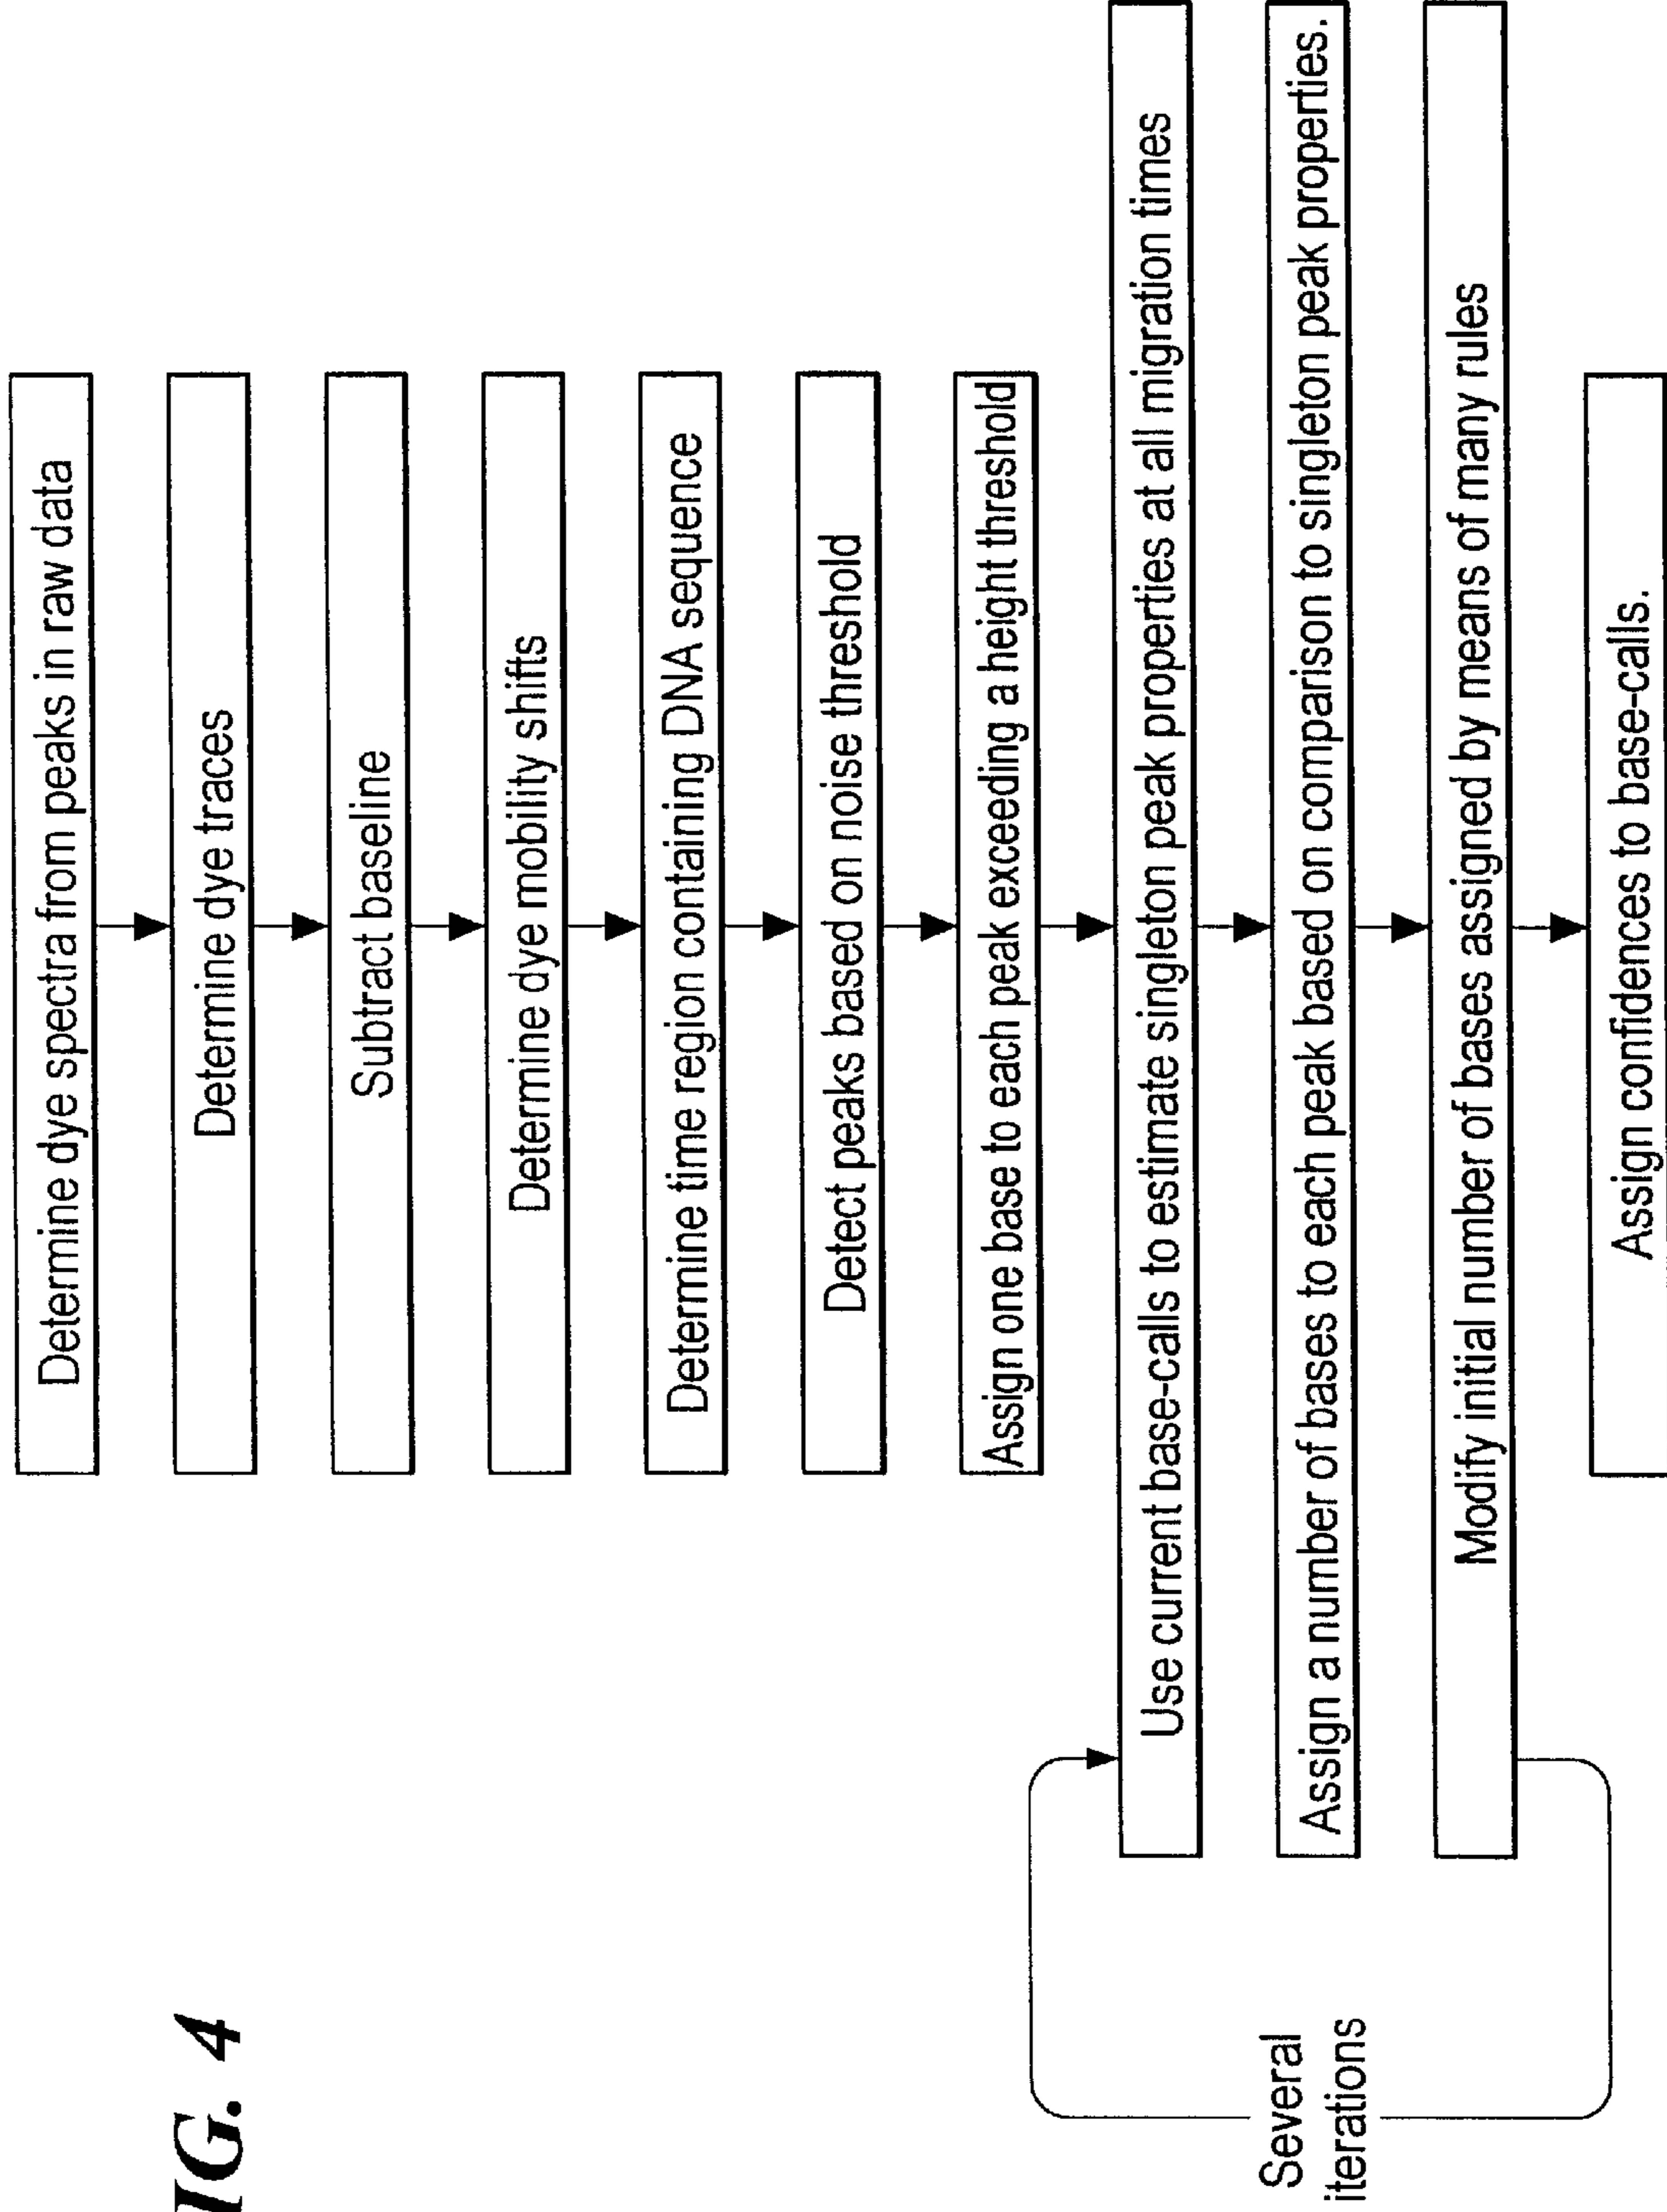 IG. 4
Determine dye spectra from peaks in raw data
Determine dye traces
Subtract baseline
Determine dye mobility shifts
Determine time region containing DNA sequence
Detect peaks based on noise threshold
Assign one base to each peak exceeding a height threshold
Use current base-calls to estimate singleton peak properties at all migration times
Assign a number of bases to each peak based on comparison to singleton peak properties.
Modify initial number of bases assigned by means of many rules
Several
iterations
Assign confidences to base-calls.